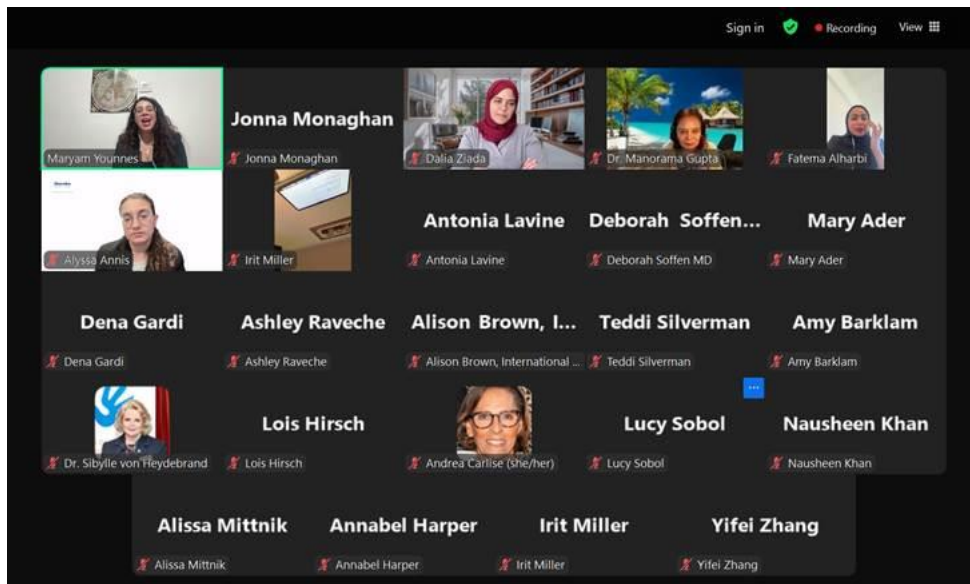 Sign in
Recording
View
Maryam Younnes
Jonna Monaghan
Jonna Monaghan
Dalia Ziada
Dr. Manorama Gupta
Fatema Alharbi
Alyssa Annis
Irit Miller
Antonia Lavine
Antonia Lavine
Deborah Soffen...
Deborah Soffen MD
Mary Ader
Mary Ader
Dena Gardi
Dena Gardi
Ashley Raveche
Ashley Raveche
Alison Brown, I...
Alison Brown, International ...
Teddi Silverman
Teddi Silverman
Amy Barklam
Amy Barklam
Dr. Sibylle von Heydebrand
Lois Hirsch
Lois Hirsch
Andrea Carlise (she/her)
Lucy Sobol
Lucy Sobol
Nausheen Khan
Nausheen Khan
Alissa Mittnik
Alissa Mittnik
Annabel Harper
Annabel Harper
Irit Miller
Irit Miller
Yifei Zhang
Yifei Zhang